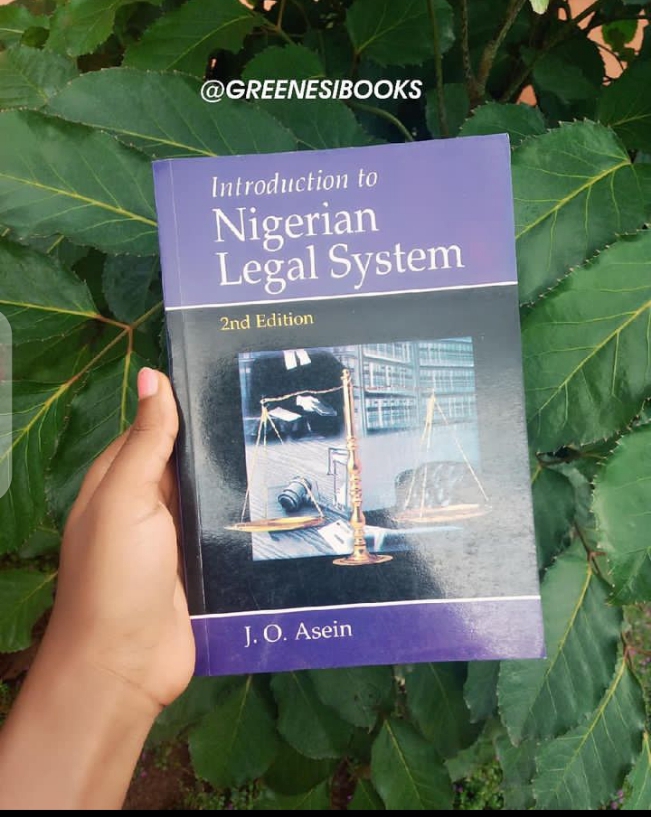 @GREENESIBOOKS
Introduction to
Nigerian
Legal System
2nd Edition
J. O. Asein